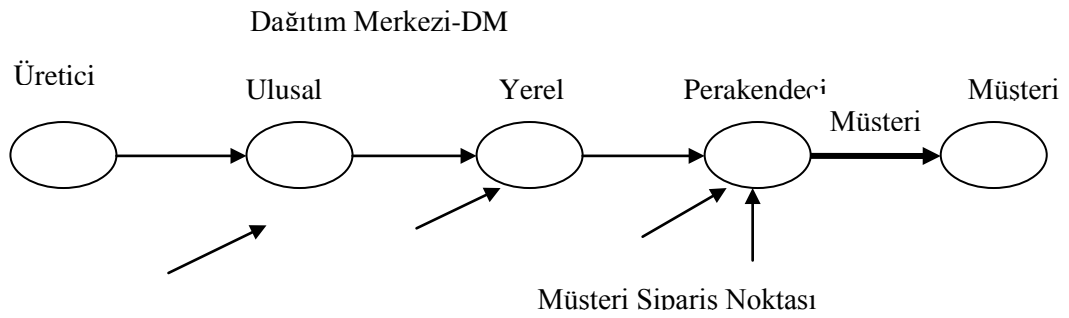 Dağıtım Merkezi-DM
Üretici
Ulusal
Yerel
Perakendeci
Müşteri
Müşteri
Müşteri Sipariş Noktası